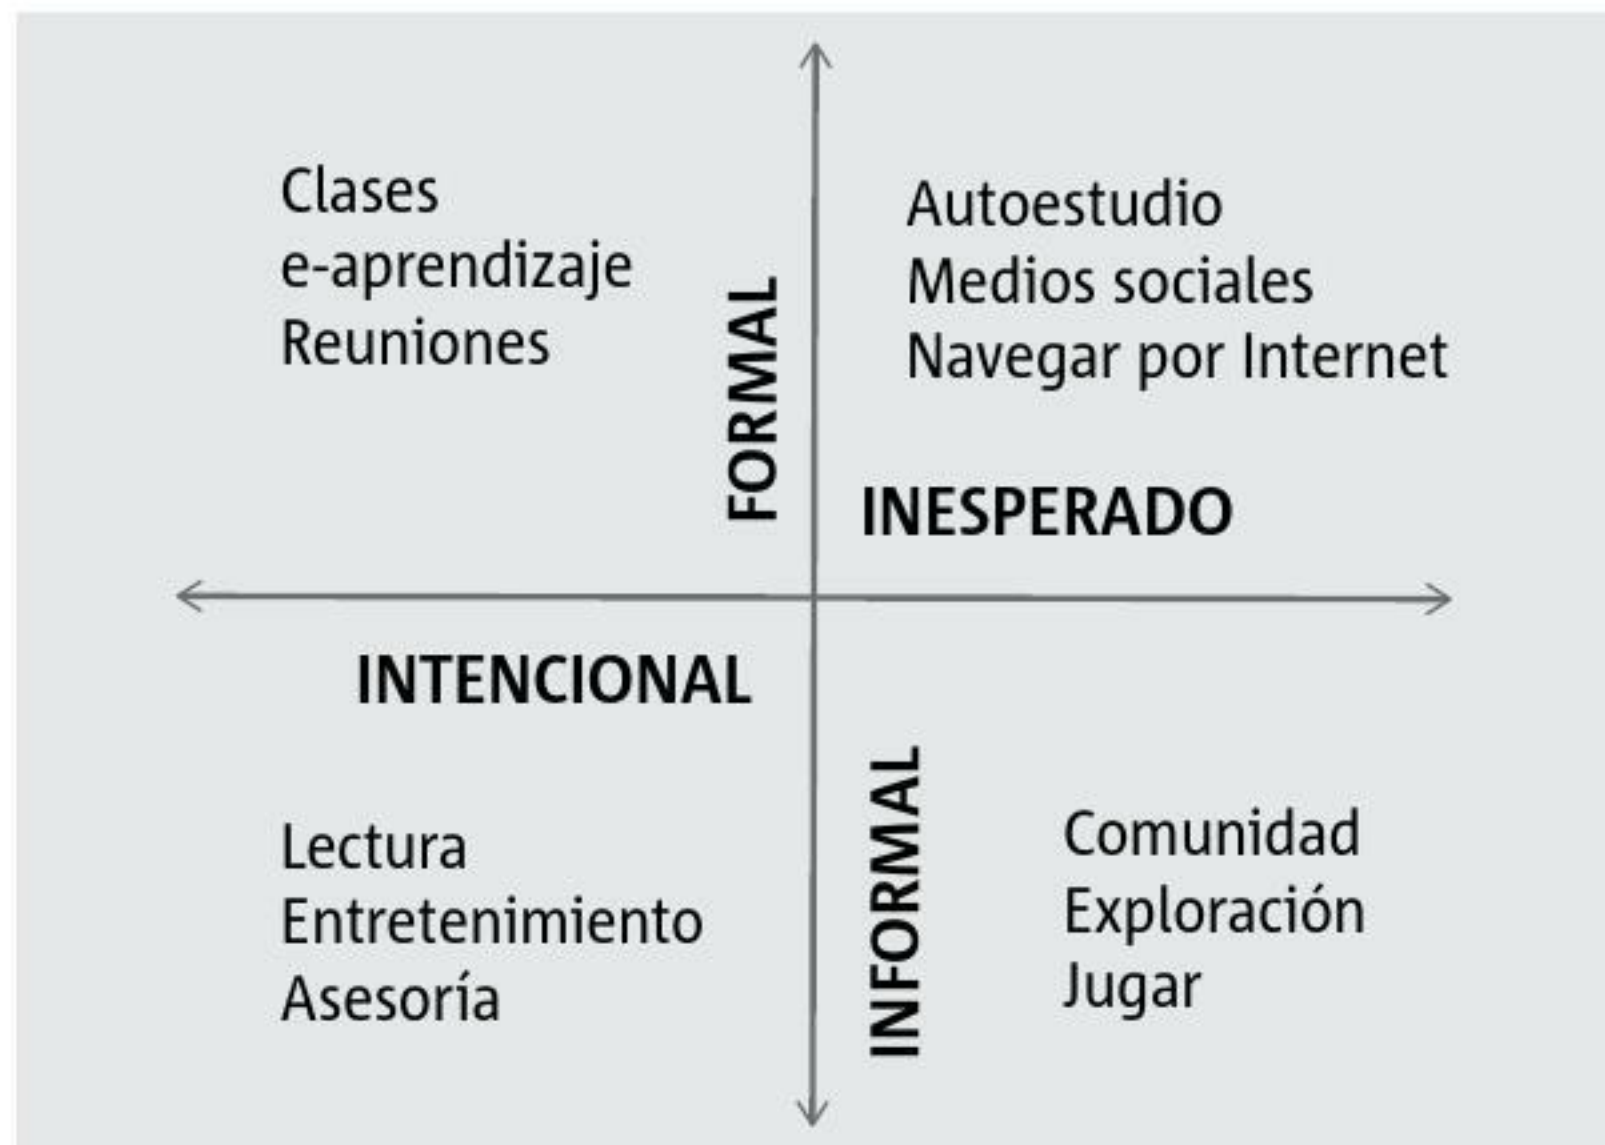 Clases
e-aprendizaje
Reuniones
FORMAL
Autoestudio
Medios sociales
Navegar por Internet
INESPERADO
INTENCIONAL
Lectura
Entretenimiento
Asesoría
INFORMAL
Comunidad
Exploración
Jugar